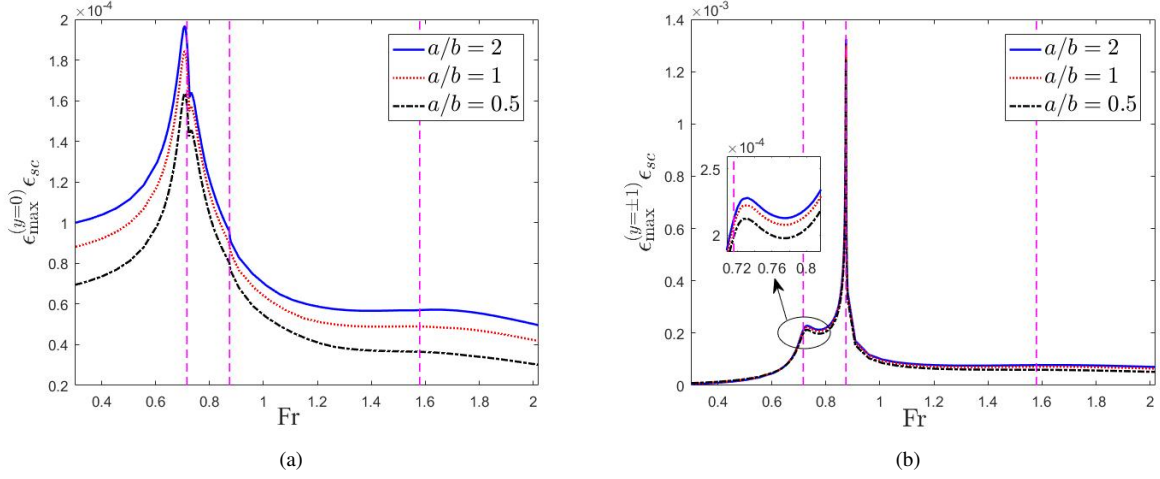 ×10⁻⁴
2
1.8
1.6
1.4
1.2
1
0.8
0.6
0.4
0.2
ϵ_max^(y=0) ϵ_sc
a/b = 2
a/b = 1
a/b = 0.5
0.4 0.6 0.8 1 1.2 1.4 1.6 1.8 2
Fr
(a)
×10⁻³
1.4
1.2
1
0.8
0.6
0.4
0.2
0
ϵ_max^(y=±1) ϵ_sc
a/b = 2
a/b = 1
a/b = 0.5
×10⁻⁴
2.5
2
0.72 0.76 0.8
0.4 0.6 0.8 1 1.2 1.4 1.6 1.8 2
Fr
(b)